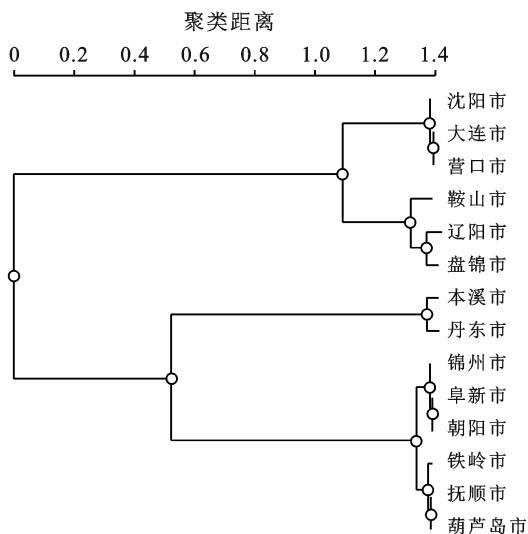 聚类距离
0 0.2 0.4 0.6 0.8 1.0 1.2 1.4
沈阳市
大连市
营口市
鞍山市
辽阳市
盘锦市
本溪市
丹东市
锦州市
阜新市
朝阳市
铁岭市
抚顺市
葫芦岛市